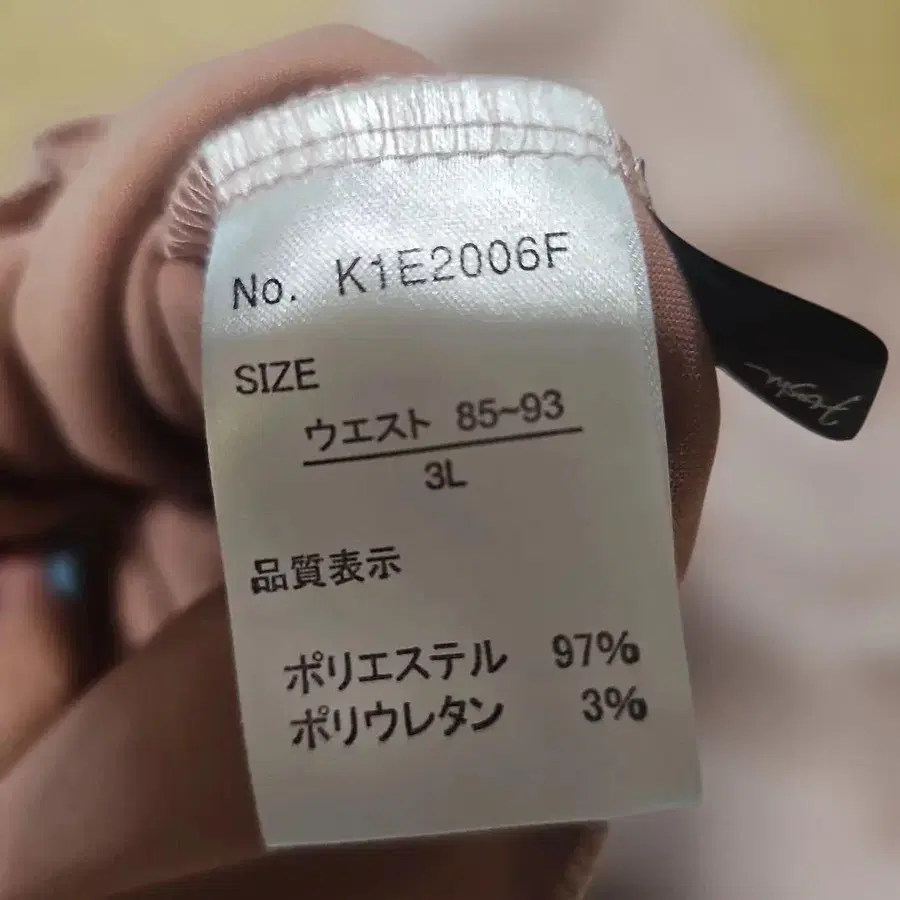 No. K1E2006F
SIZE
ウエスト 85~93
3L
品質表示
ポリエステル 97%
ポリウレタン 3%